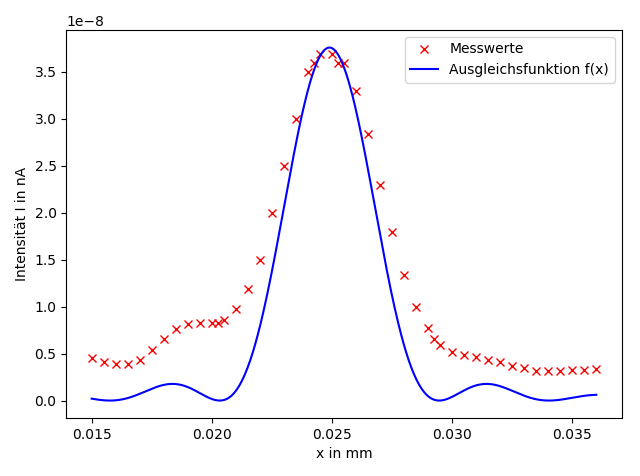 1e−8
Messwerte
Ausgleichsfunktion f(x)
3.5
3.0
2.5
2.0
1.5
1.0
0.5
0.0
Intensität I in nA
0.015 0.020 0.025 0.030 0.035
x in mm